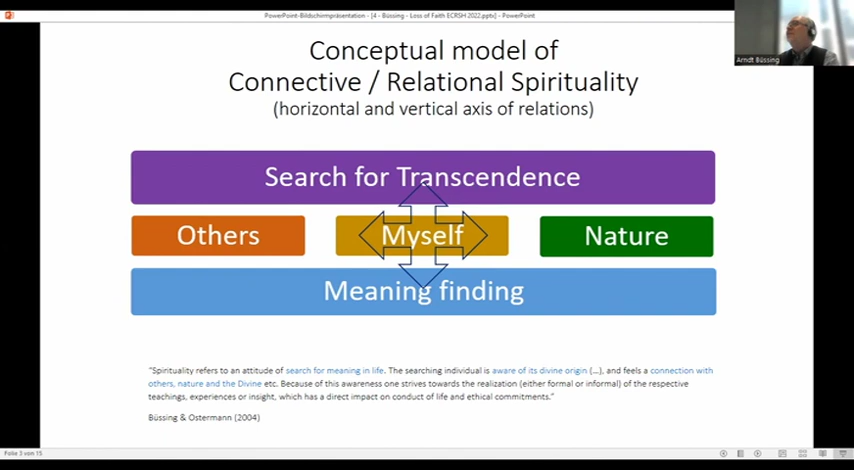 PowerPoint-Bildschirmpräsentation - [4 - Büssing - Loss of Faith ECRSH 2022.pptx] - PowerPoint
Arndt Büssing
Conceptual model of
Connective / Relational Spirituality
(horizontal and vertical axis of relations)
Search for Transcendence
Others
Myself
Nature
Meaning finding
“Spirituality refers to an attitude of search for meaning in life. The searching individual is aware of its divine origin (...), and feels a connection with
others, nature and the Divine etc. Because of this awareness one strives towards the realization (either formal or informal) of the respective
teachings, experiences or insight, which has a direct impact on conduct of life and ethical commitments.”
Büssing & Ostermann (2004)
Folie 3 von 15